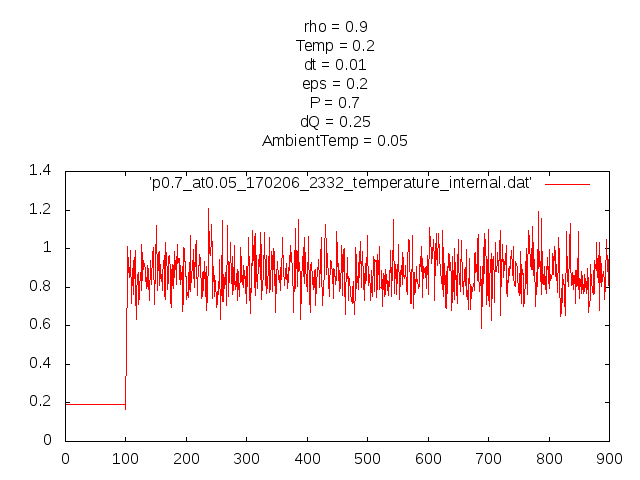 rho = 0.9
Temp = 0.2
dt = 0.01
eps = 0.2
P = 0.7
dQ = 0.25
AmbientTemp = 0.05
1.4
'p0.7_at0.05_170206_2332_temperature_internal.dat'
1.2
1
0.8
0.6
0.4
0.2
0
0 100 200 300 400 500 600 700 800 900